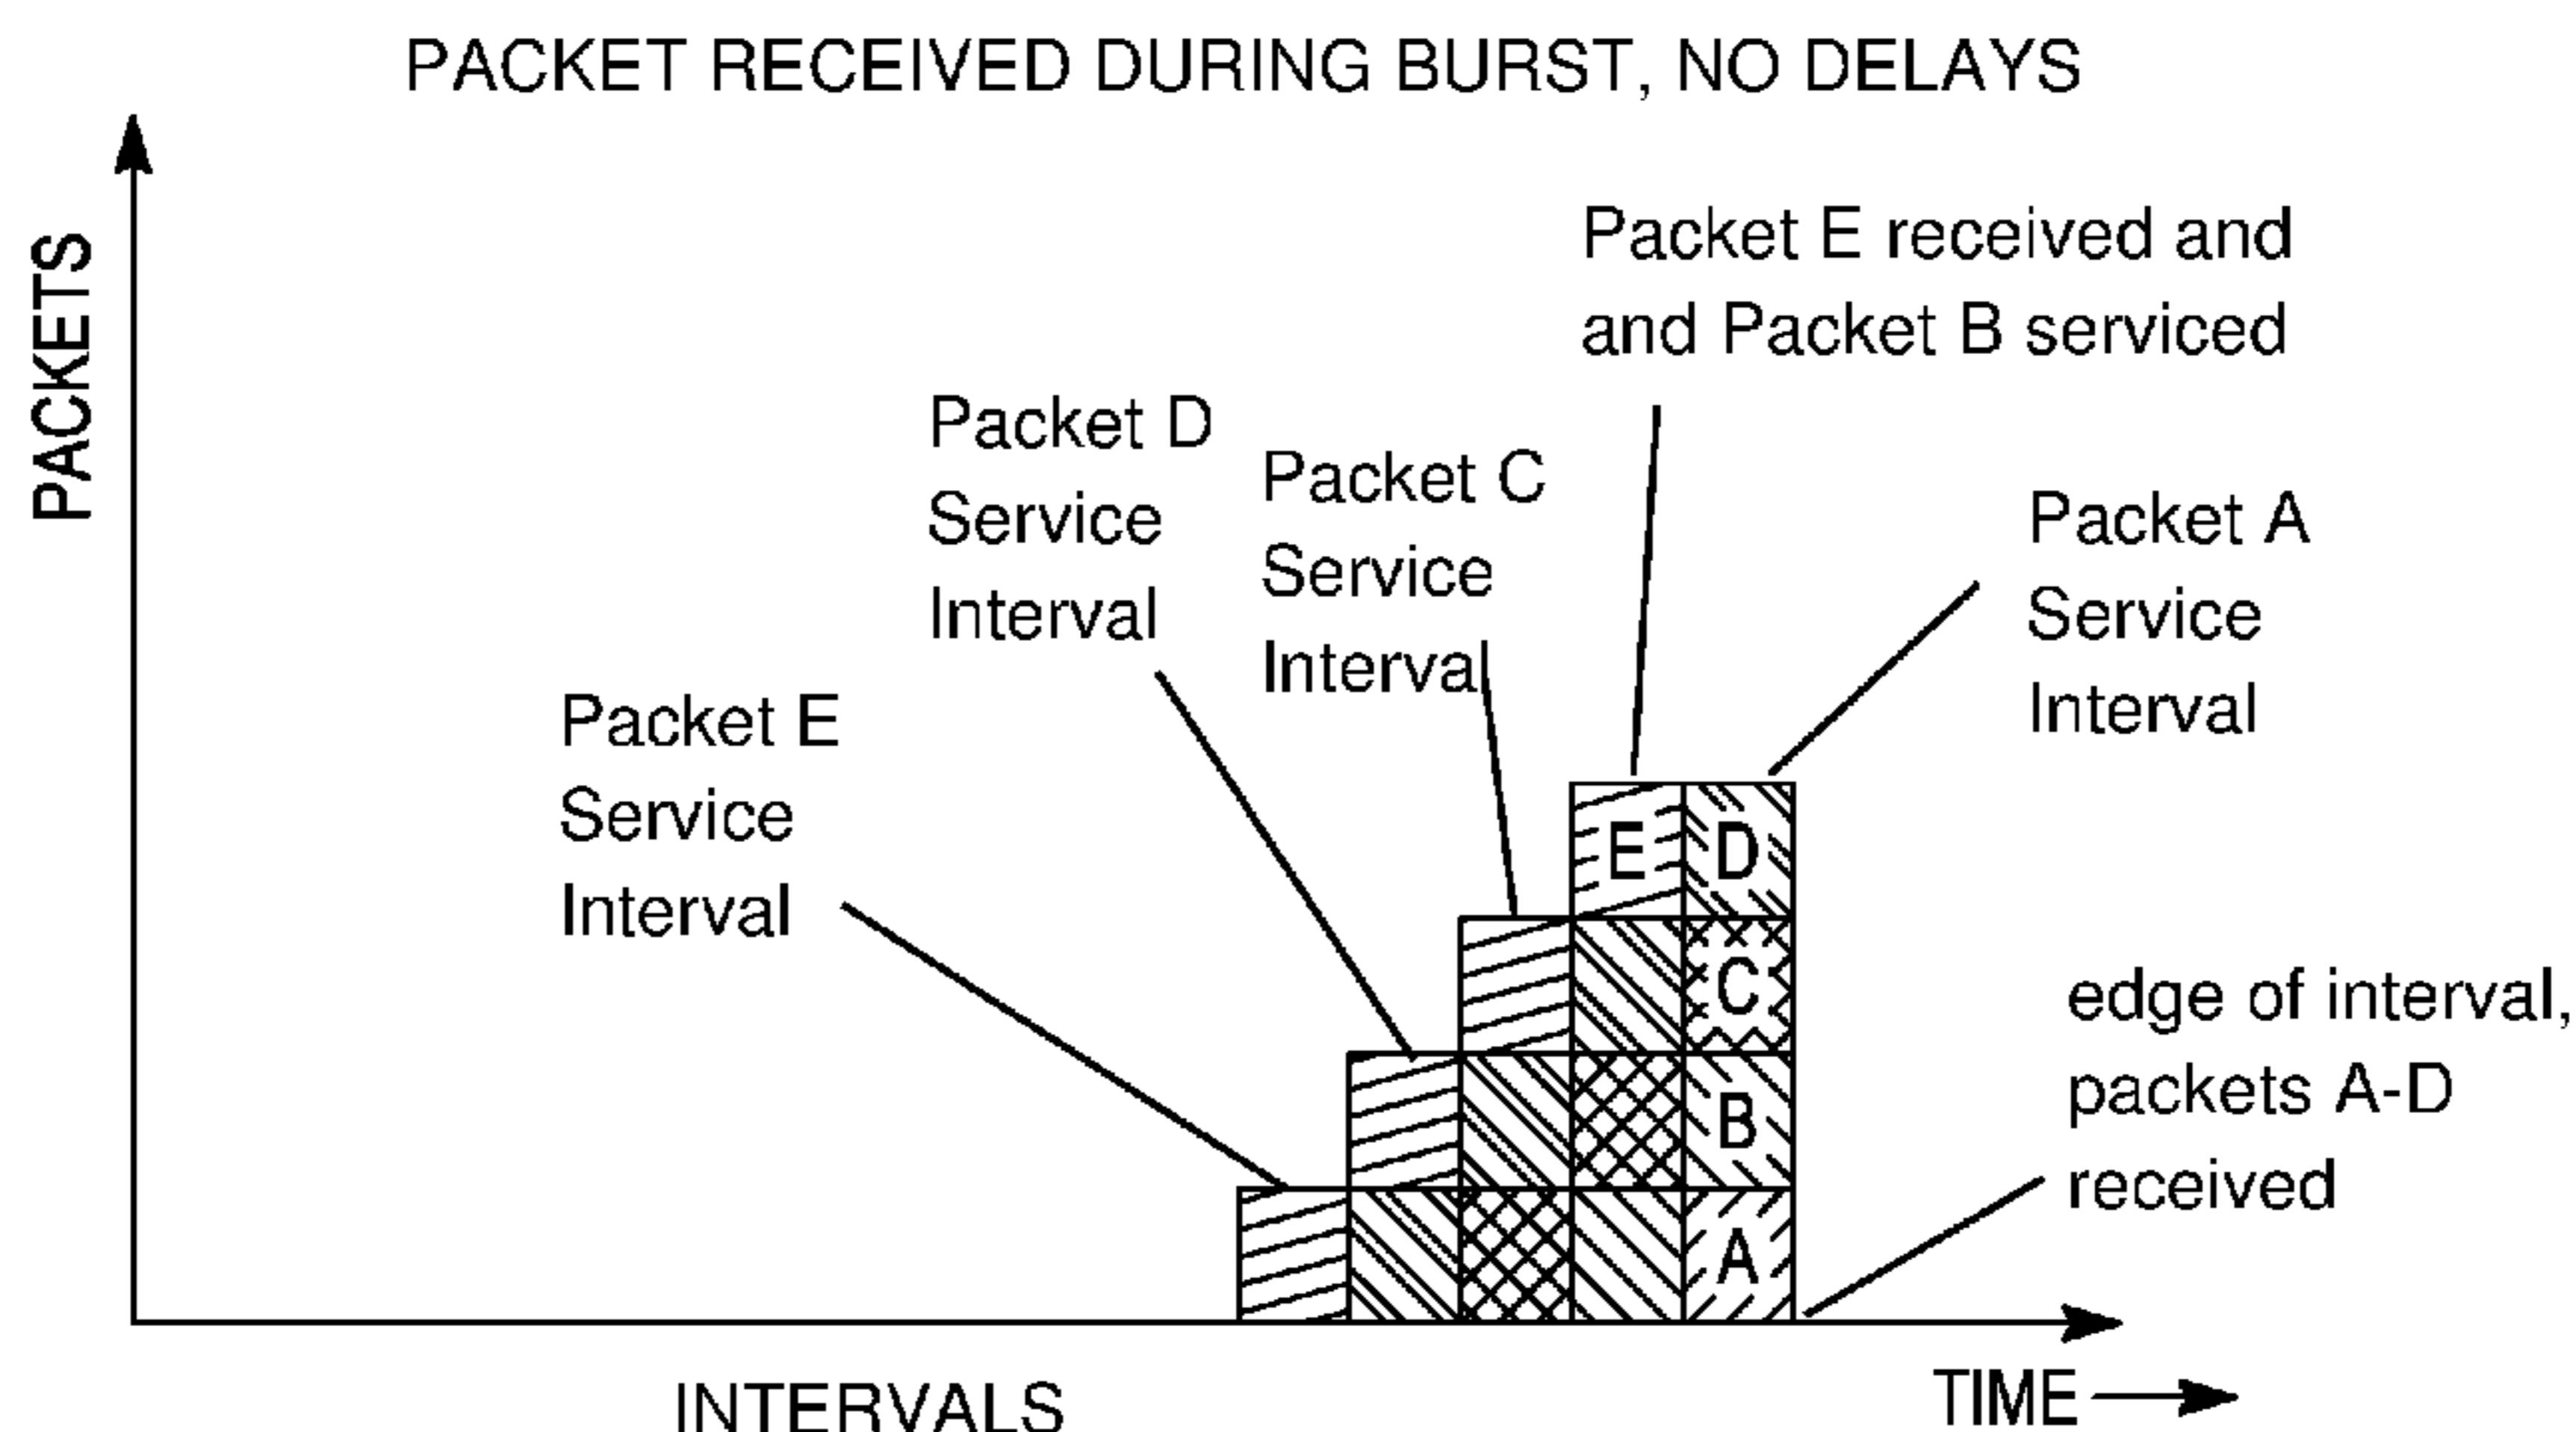 PACKET RECEIVED DURING BURST, NO DELAYS
PACKETS
Packet E received and
and Packet B serviced
Packet D
Service
Interval
Packet C
Service
Interval
Packet A
Service
Interval
Packet E
Service
Interval
E
D
C
B
A
edge of interval,
packets A-D
received
INTERVALS
TIME